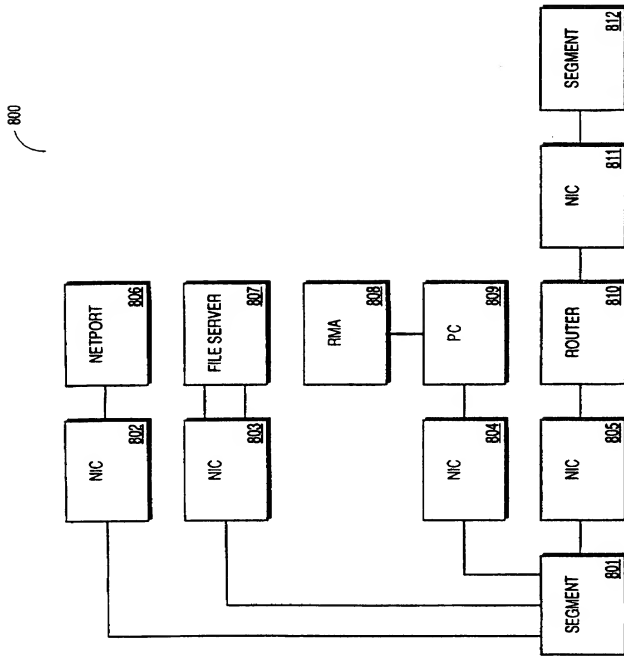 800
NETPORT
806
NIC
802
FILE SERVER
807
NIC
803
RMA
808
PC
809
NIC
804
SEGMENT
812
NIC
811
ROUTER
810
NIC
805
SEGMENT
801